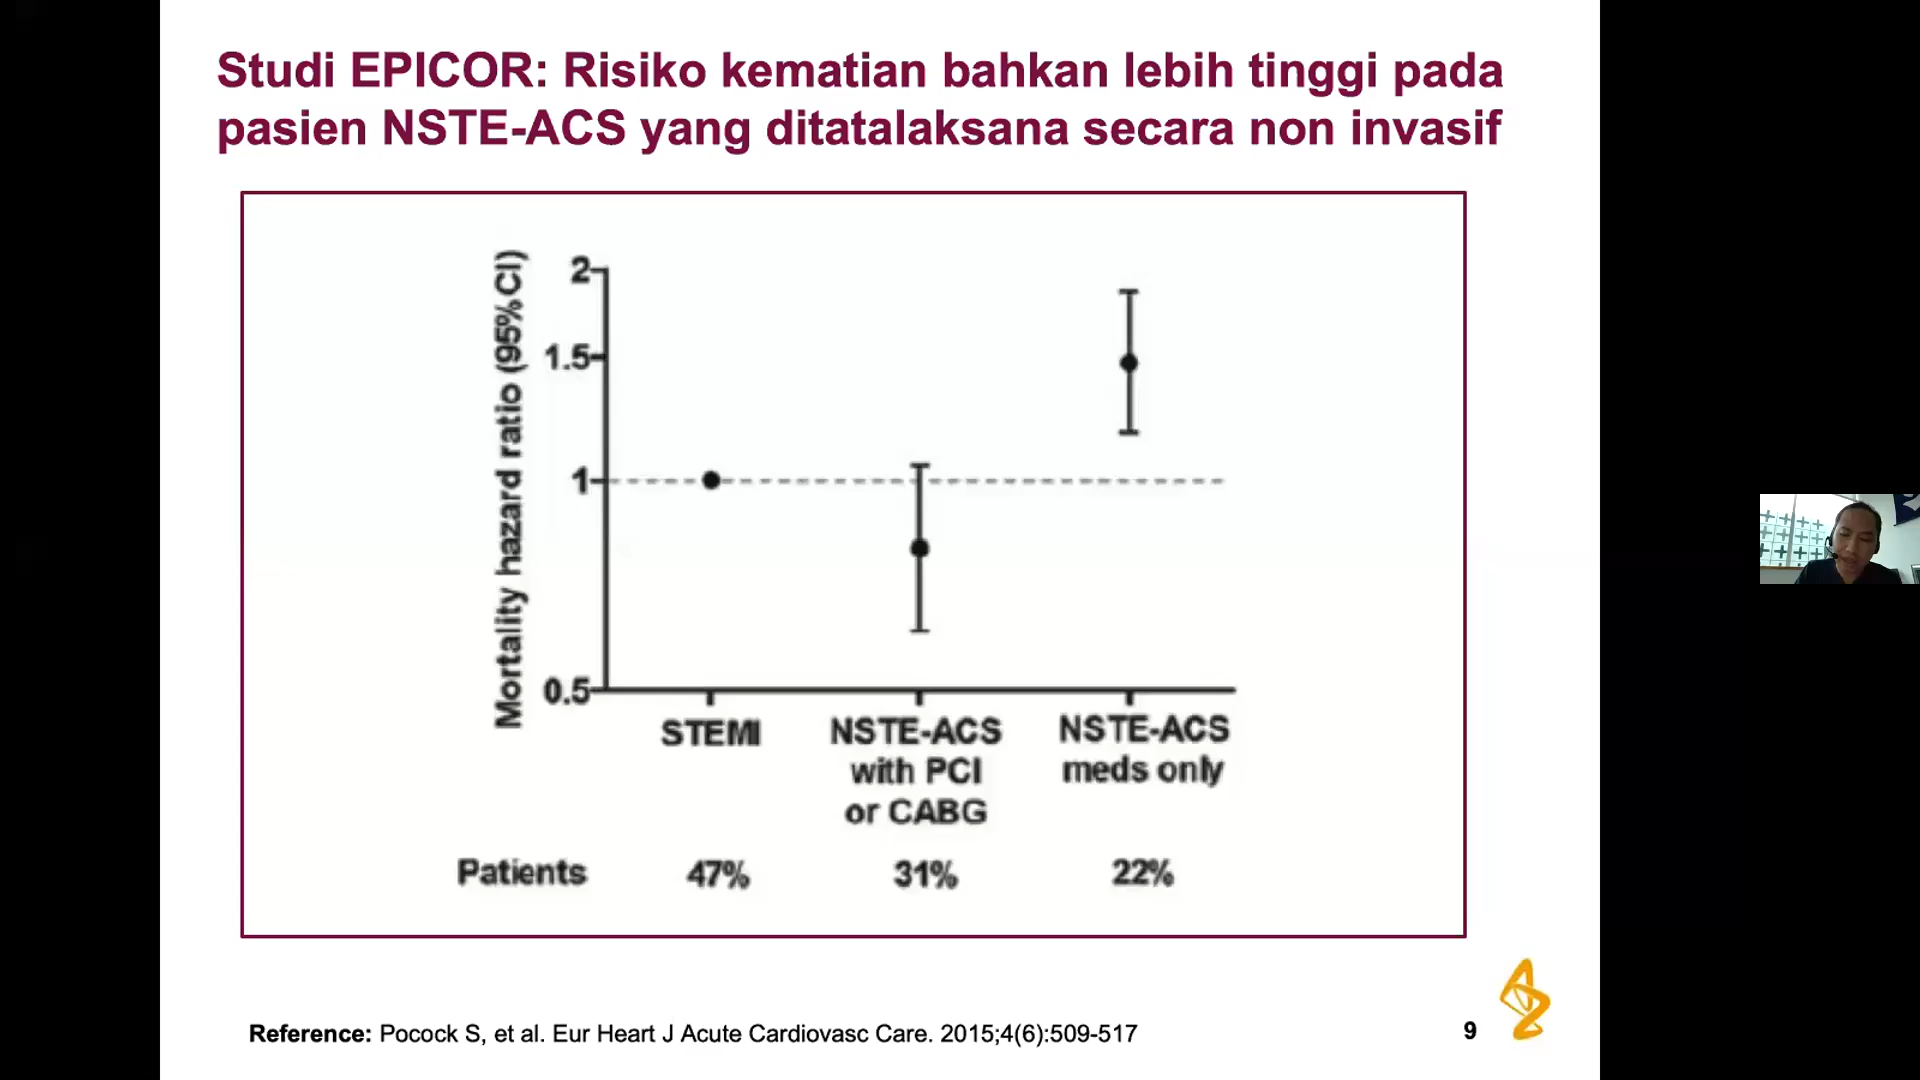 Studi EPICOR: Risiko kematian bahkan lebih tinggi pada
pasien NSTE-ACS yang ditatalaksana secara non invasif
Mortality hazard ratio (95%CI)
2
1.5
1
0.5
STEMI
NSTE-ACS
with PCI
or CABG
NSTE-ACS
meds only
Patients 47% 31% 22%
Reference: Pocock S, et al. Eur Heart J Acute Cardiovasc Care. 2015;4(6):509-517
9